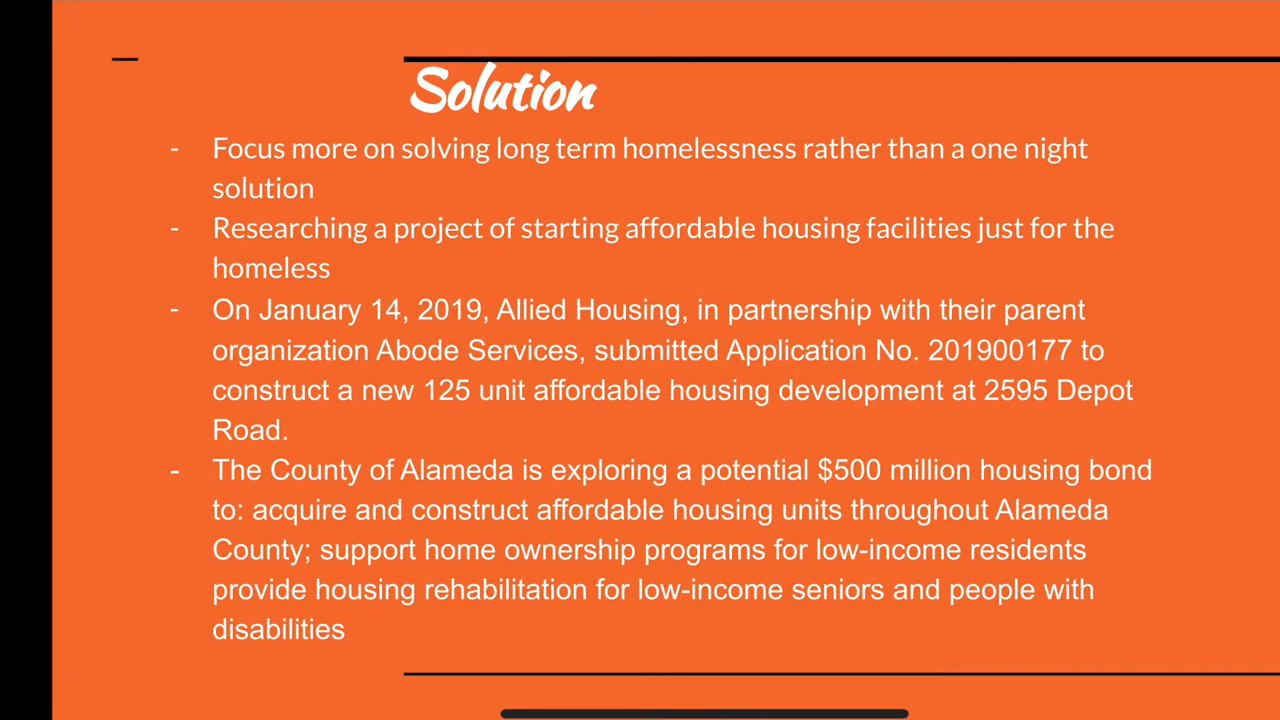 Solution
- Focus more on solving long term homelessness rather than a one night
solution
- Researching a project of starting affordable housing facilities just for the
homeless
- On January 14, 2019, Allied Housing, in partnership with their parent
organization Abode Services, submitted Application No. 201900177 to
construct a new 125 unit affordable housing development at 2595 Depot
Road.
- The County of Alameda is exploring a potential $500 million housing bond
to: acquire and construct affordable housing units throughout Alameda
County; support home ownership programs for low-income residents
provide housing rehabilitation for low-income seniors and people with
disabilities